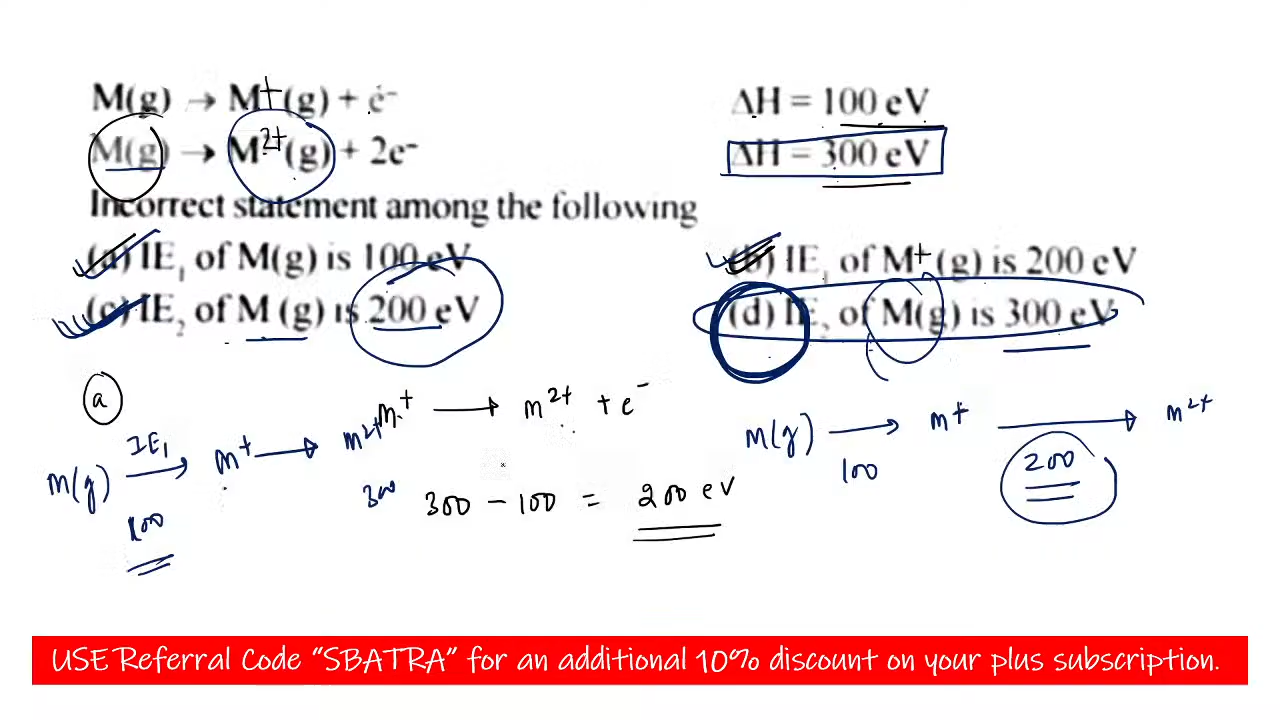 M(g) → M+(g) + e⁻ ΔH = 100 eV
M(g) → M²⁺(g) + 2e⁻ ΔH = 300 eV
Incorrect statement among the following
(a) IE₁ of M(g) is 100 eV (b) IE₁ of M+(g) is 200 eV
(c) IE₂ of M (g) is 200 eV (d) IE₂ of M(g) is 300 eV
a
m⁺ → m²⁺ + e⁻
M(g) IE₁ → m⁺ → m²⁺
100
300
300 - 100 = 200 eV
M(g) → m⁺ → m²⁺
100 200
USE Referral Code "SBATRA" for an additional 10% discount on your plus subscription.